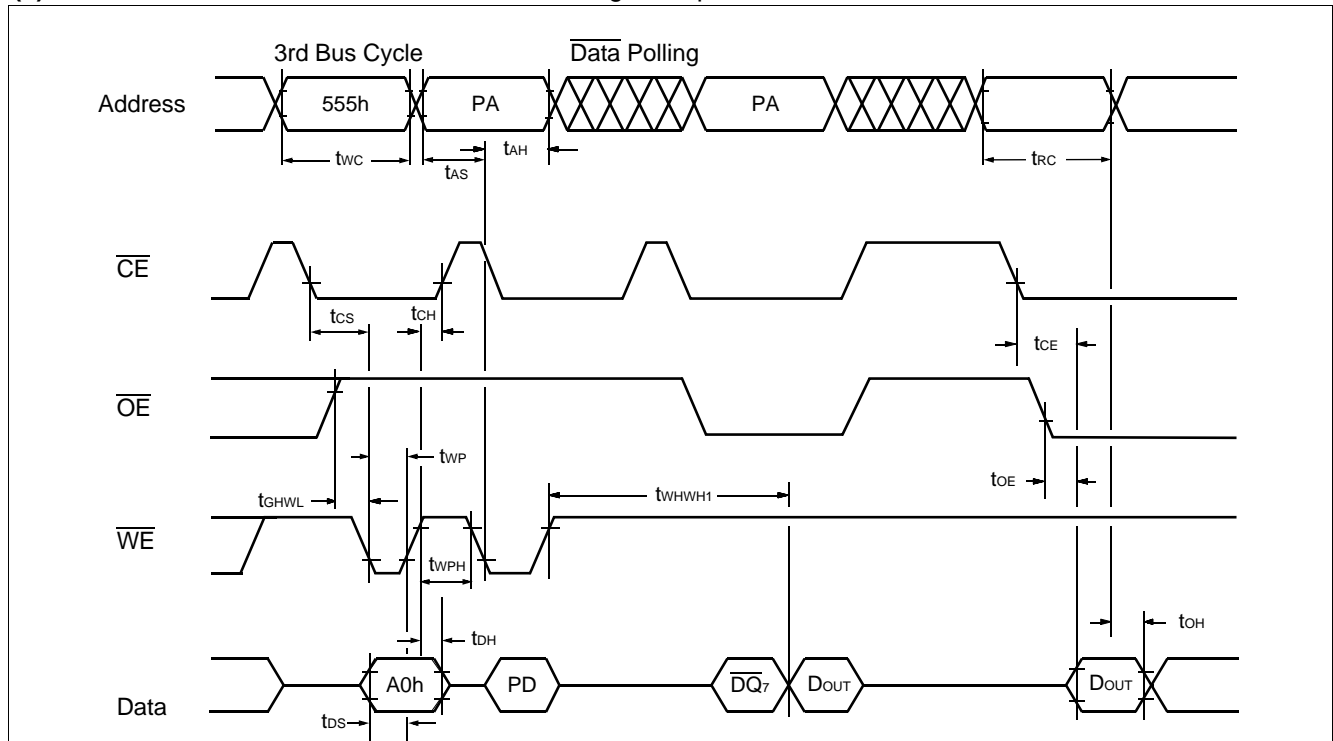 3rd Bus Cycle
Data Polling
Address
555h
PA
PA
tWC
tAS
tAH
tRC
CE
tCS
tCH
tCE
OE
tWP
tGHWL
tOE
tWHWH1
WE
tWPH
tDH
tOH
Data
A0h
PD
DQ7
DOUT
DOUT
tDS